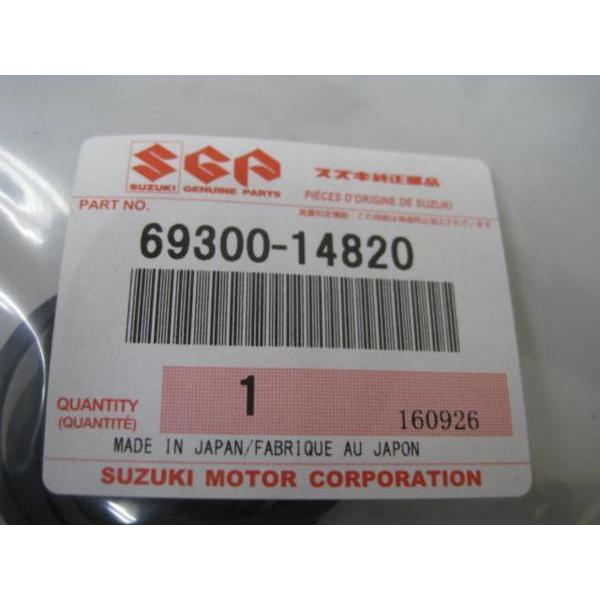 SGP スズキ純正部品
SUZUKI GENUINE PARTS PIÈCES D'ORIGINE DE SUZUKI
PART NO.
69300-14820
QUANTITY 1
(QUANTITÉ) 160926
MADE IN JAPAN/FABRIQUE AU JAPON
SUZUKI MOTOR CORPORATION